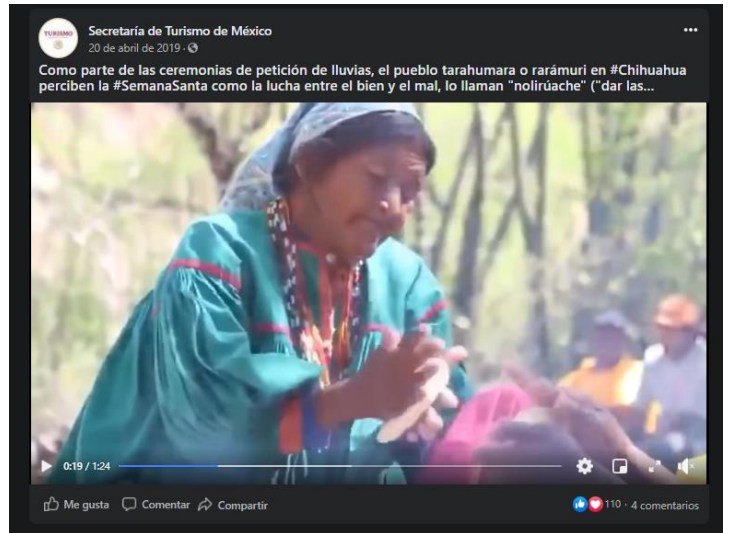 TURISMO
Secretaría de Turismo de México
20 de abril de 2019 ·
Como parte de las ceremonias de petición de lluvias, el pueblo tarahumara o rarámuri en #Chihuahua
perciben la #SemanaSanta como la lucha entre el bien y el mal, lo llaman "nolirúache" ("dar las...
0:19 / 1:24
Me gusta Comentar Compartir
110 · 4 comentarios